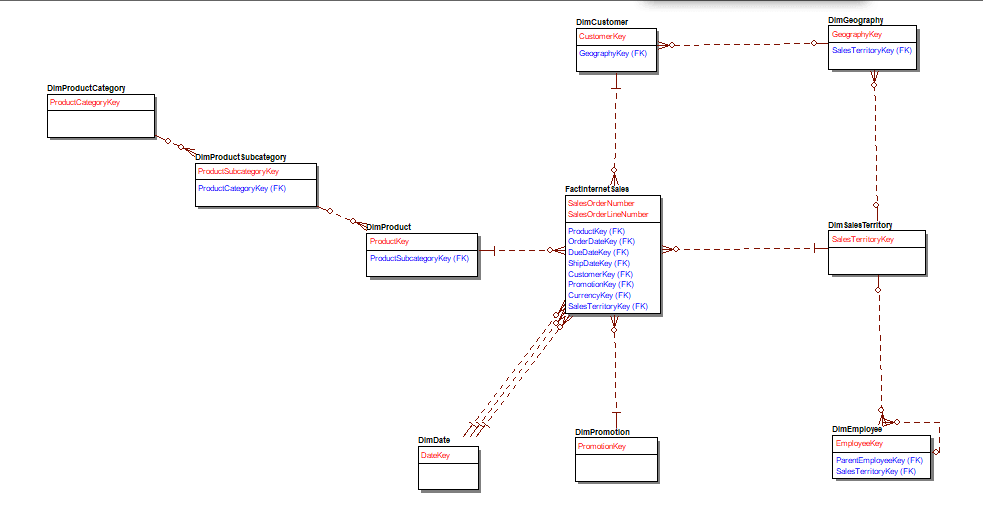 DimCustomer
CustomerKey
GeographyKey (FK)
DimGeography
GeographyKey
SalesTerritoryKey (FK)
DimProductCategory
ProductCategoryKey
DimProductSubcategory
ProductSubcategoryKey
ProductCategoryKey (FK)
DimProduct
ProductKey
ProductSubcategoryKey (FK)
FactInternetSales
SalesOrderNumber
SalesOrderLineNumber
ProductKey (FK)
OrderDateKey (FK)
DueDateKey (FK)
ShipDateKey (FK)
CustomerKey (FK)
PromotionKey (FK)
CurrencyKey (FK)
SalesTerritoryKey (FK)
DimSalesTerritory
SalesTerritoryKey
DimDate
DateKey
DimPromotion
PromotionKey
DimEmployee
EmployeeKey
ParentEmployeeKey (FK)
SalesTerritoryKey (FK)